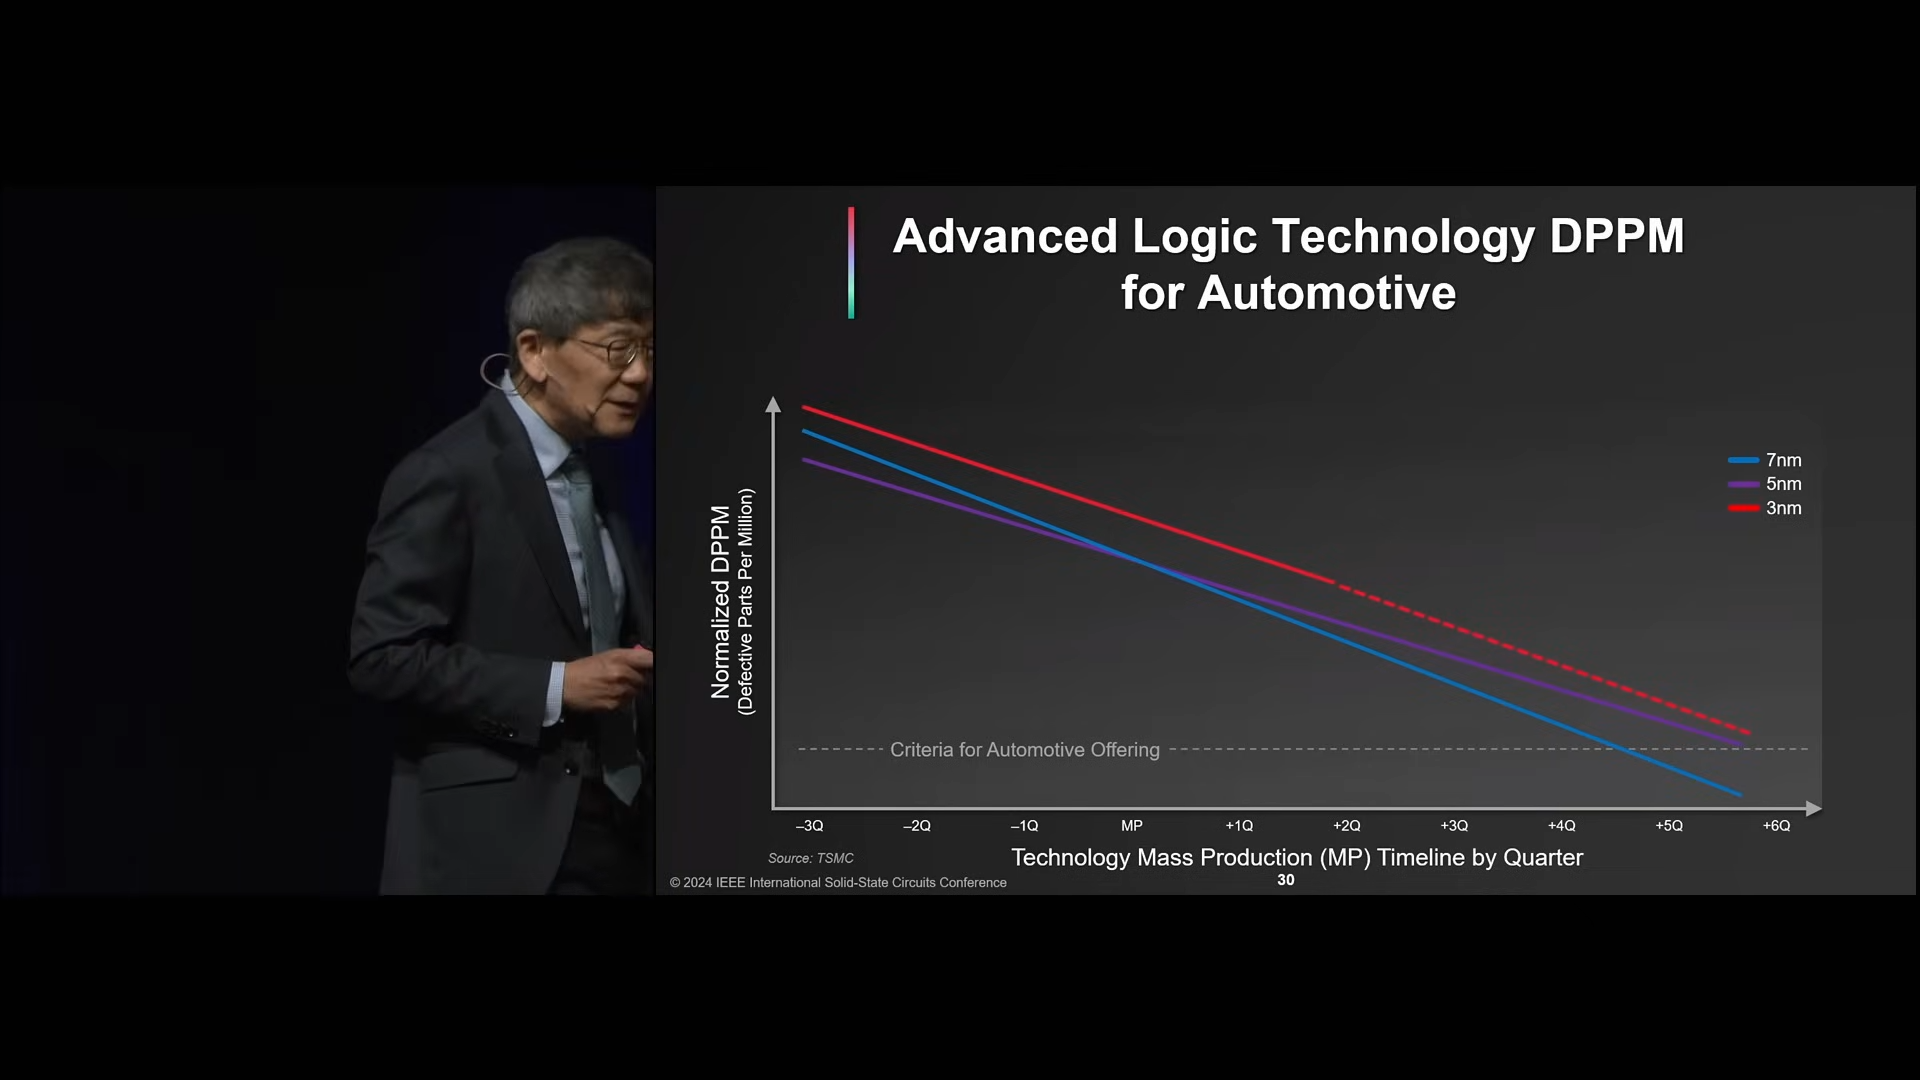 Advanced Logic Technology DPPM
for Automotive
Normalized DPPM
(Defective Parts Per Million)
7nm
5nm
3nm
Criteria for Automotive Offering
–3Q –2Q –1Q MP +1Q +2Q +3Q +4Q +5Q +6Q
Technology Mass Production (MP) Timeline by Quarter
Source: TSMC
© 2024 IEEE International Solid-State Circuits Conference
30